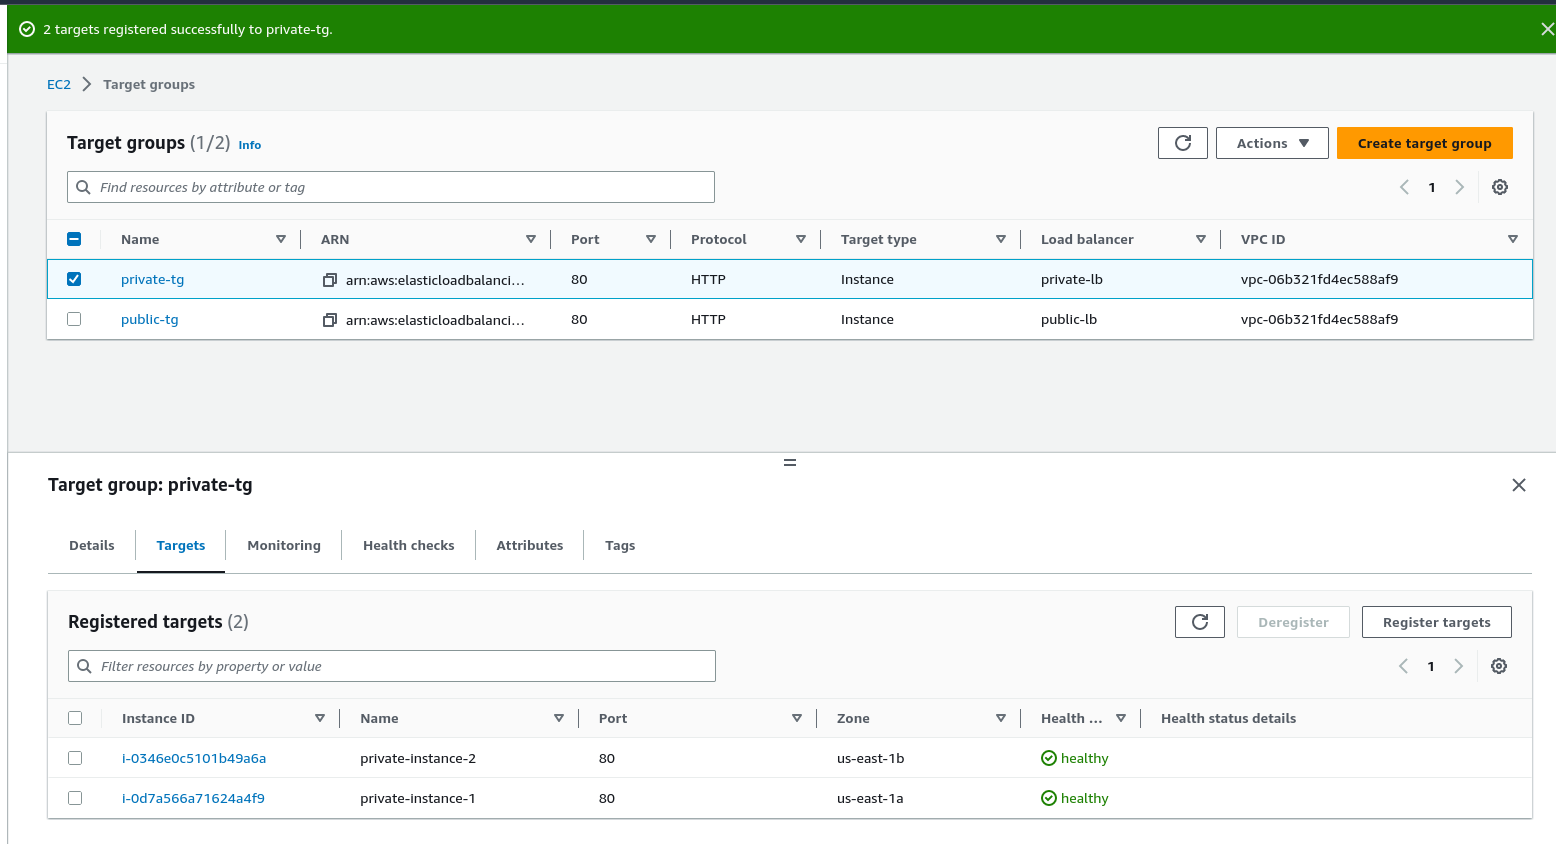 2 targets registered successfully to private-tg.
EC2 Target groups
Target groups (1/2) Info
Actions Create target group
Find resources by attribute or tag 1
Name ARN Port Protocol Target type Load balancer VPC ID
private-tg arn:aws:elasticloadbalanci... 80 HTTP Instance private-lb vpc-06b321fd4ec588af9
public-tg arn:aws:elasticloadbalanci... 80 HTTP Instance public-lb vpc-06b321fd4ec588af9
Target group: private-tg
Details Targets Monitoring Health checks Attributes Tags
Registered targets (2) Deregister Register targets
Filter resources by property or value 1
Instance ID Name Port Zone Health ... Health status details
i-0346e0c5101b49a6a private-instance-2 80 us-east-1b healthy
i-0d7a566a71624a4f9 private-instance-1 80 us-east-1a healthy